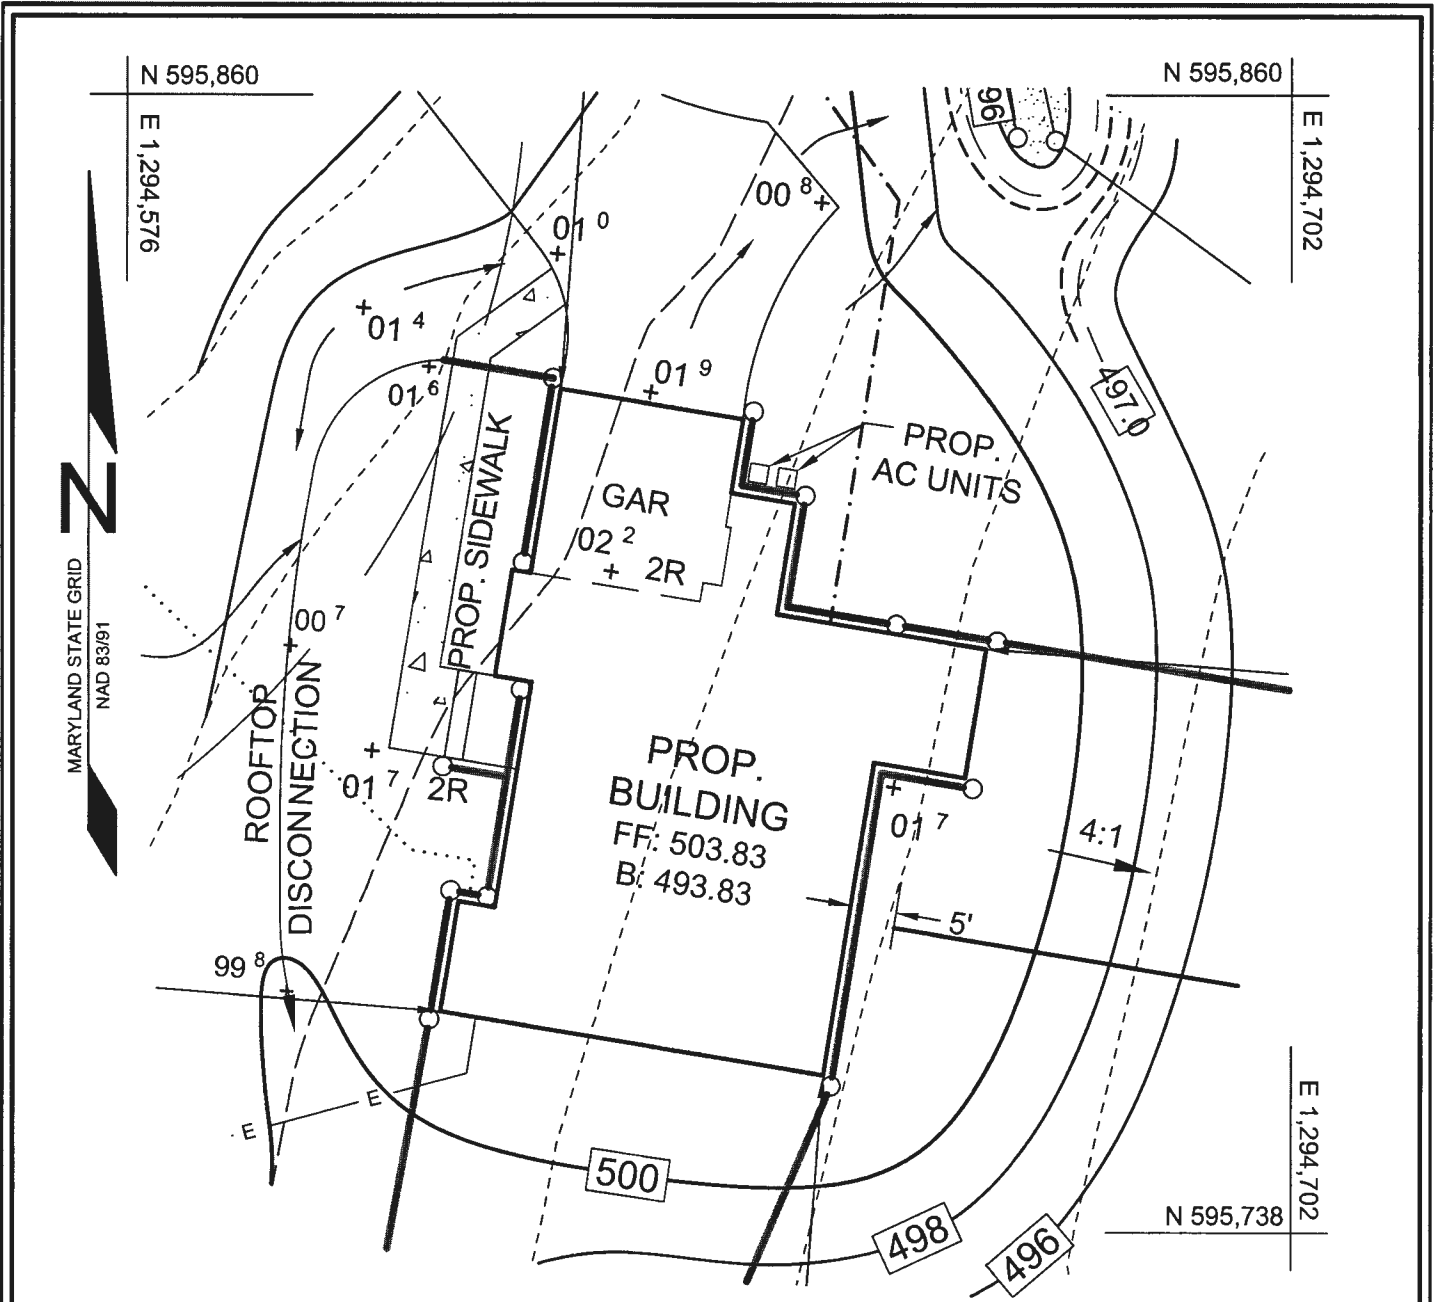 N 595,860
N 595,860
E 1,294,576
E 1,294,702
96
00 8
01 0
01 4
01 9
01 6
497.0
PROP.
AC UNITS
PROP. SIDEWALK
GAR
02 2
2R
N
MARYLAND STATE GRID
NAD 83/91
00 7
ROOFTOP
DISCONNECTION
01 7
2R
PROP.
BUILDING
FF: 503.83
B: 493.83
01 7
4:1
5'
99 8
E
E
500
498
496
E 1,294,702
N 595,738